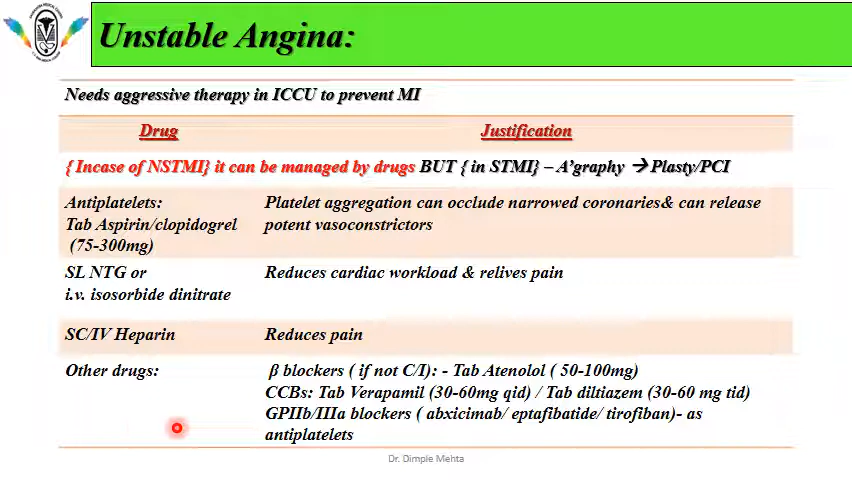 Unstable Angina:
Needs aggressive therapy in ICCU to prevent MI
Drug Justification
{ Incase of NSTMI} it can be managed by drugs BUT { in STMI} – A’graphy → Plasty/PCI
Antiplatelets:
Tab Aspirin/clopidogrel
(75-300mg)
Platelet aggregation can occlude narrowed coronaries& can release
potent vasoconstrictors
SL NTG or
i.v. isosorbide dinitrate
Reduces cardiac workload & relives pain
SC/IV Heparin Reduces pain
Other drugs:
β blockers ( if not C/I): - Tab Atenolol ( 50-100mg)
CCBs: Tab Verapamil (30-60mg qid) / Tab diltiazem (30-60 mg tid)
GPIIb/IIIa blockers ( abxicimab/ eptafibatide/ tirofiban)- as
antiplatelets
Dr. Dimple Mehta